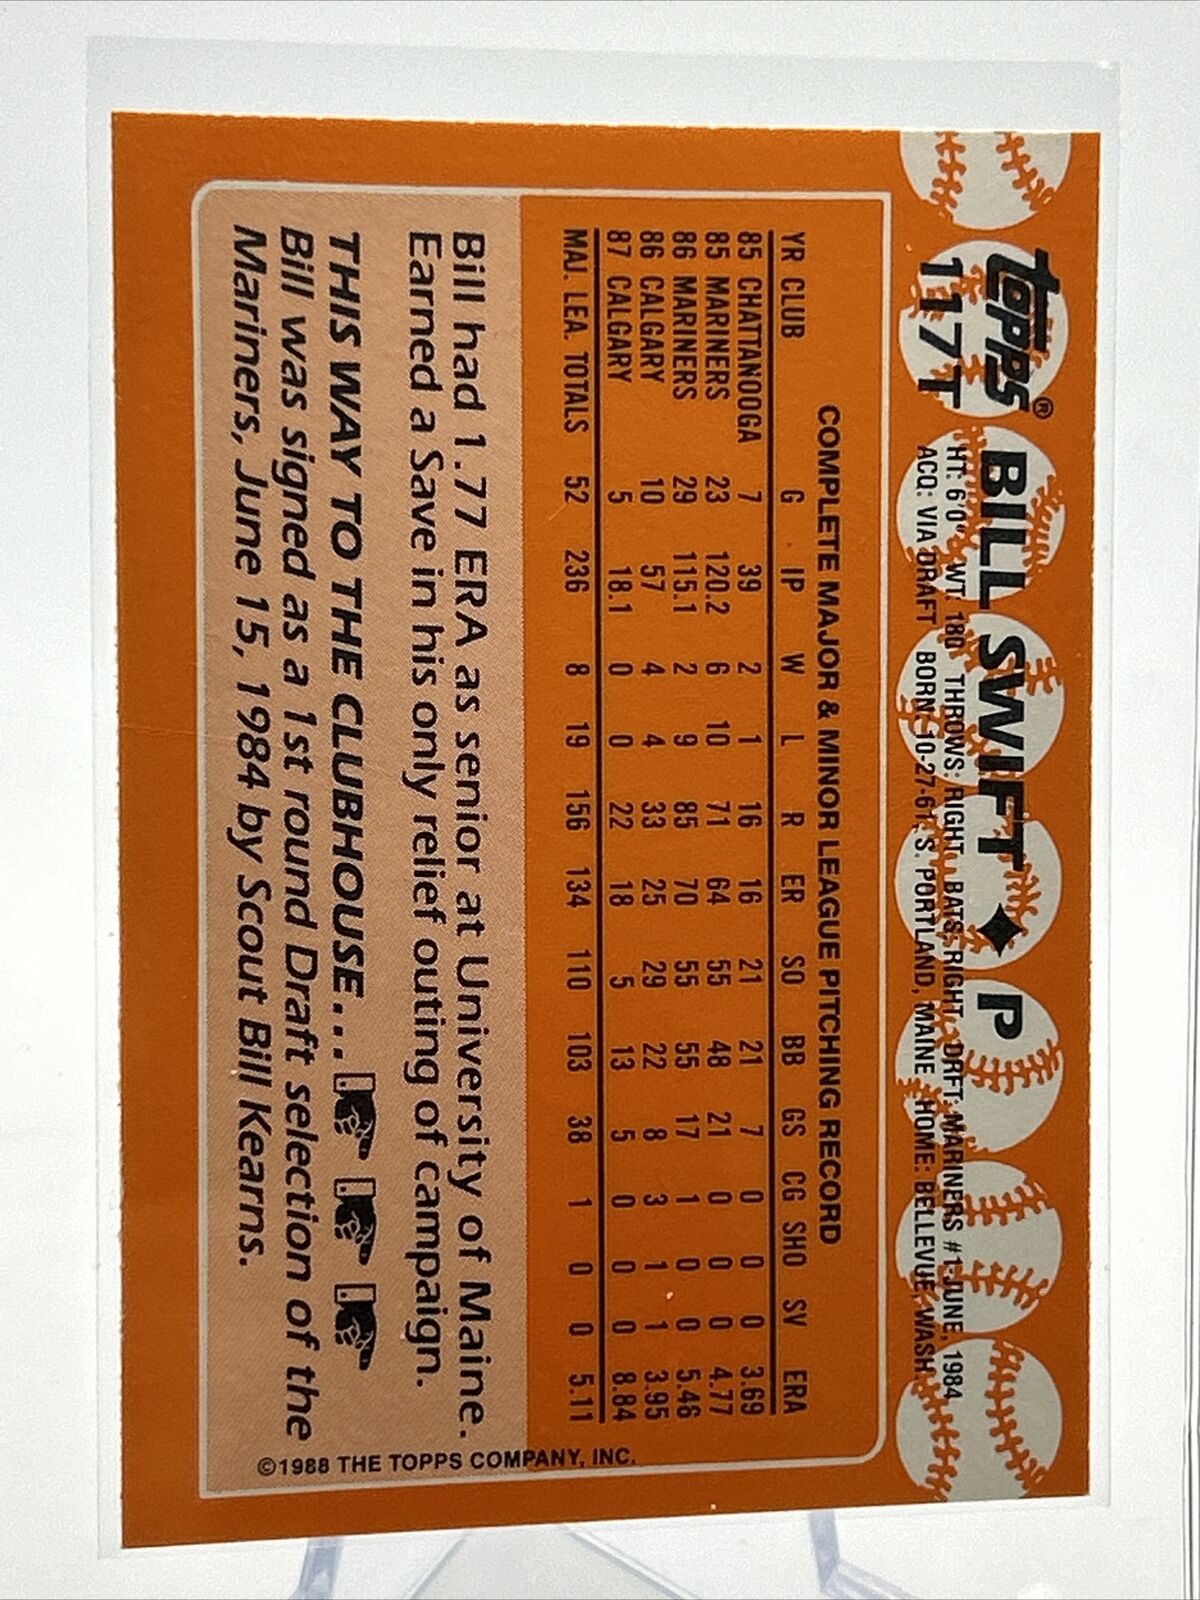 topps® BILL SWIFT ♦ P
117T HT: 6'0" WT. 180 THROWS: RIGHT BATS: RIGHT DRFT: MARINERS #1-JUNE, 1984
ACQ: VIA DRAFT BORN: 10-27-61, S. PORTLAND, MAINE HOME: BELLEVUE, WASH.
COMPLETE MAJOR & MINOR LEAGUE PITCHING RECORD
YR CLUB G IP W L R ER SO BB GS CG SHO SV ERA
85 CHATTANOOGA 7 39 2 1 16 16 21 21 7 0 0 0 3.69
85 MARINERS 23 120.2 6 10 71 64 55 48 21 0 0 0 4.77
86 MARINERS 29 115.1 2 9 85 70 55 55 17 1 0 0 5.46
86 CALGARY 10 57 4 4 33 25 29 22 8 3 1 1 3.95
87 CALGARY 5 18.1 0 0 22 18 5 13 5 0 0 0 8.84
MAJ. LEA. TOTALS 52 236 8 19 156 134 110 103 38 1 0 0 5.11
Bill had 1.77 ERA as senior at University of Maine.
Earned a Save in his only relief outing of campaign.
THIS WAY TO THE CLUBHOUSE...
Bill was signed as a 1st round Draft selection of the
Mariners, June 15, 1984 by Scout Bill Kearns.
©1988 THE TOPPS COMPANY, INC.